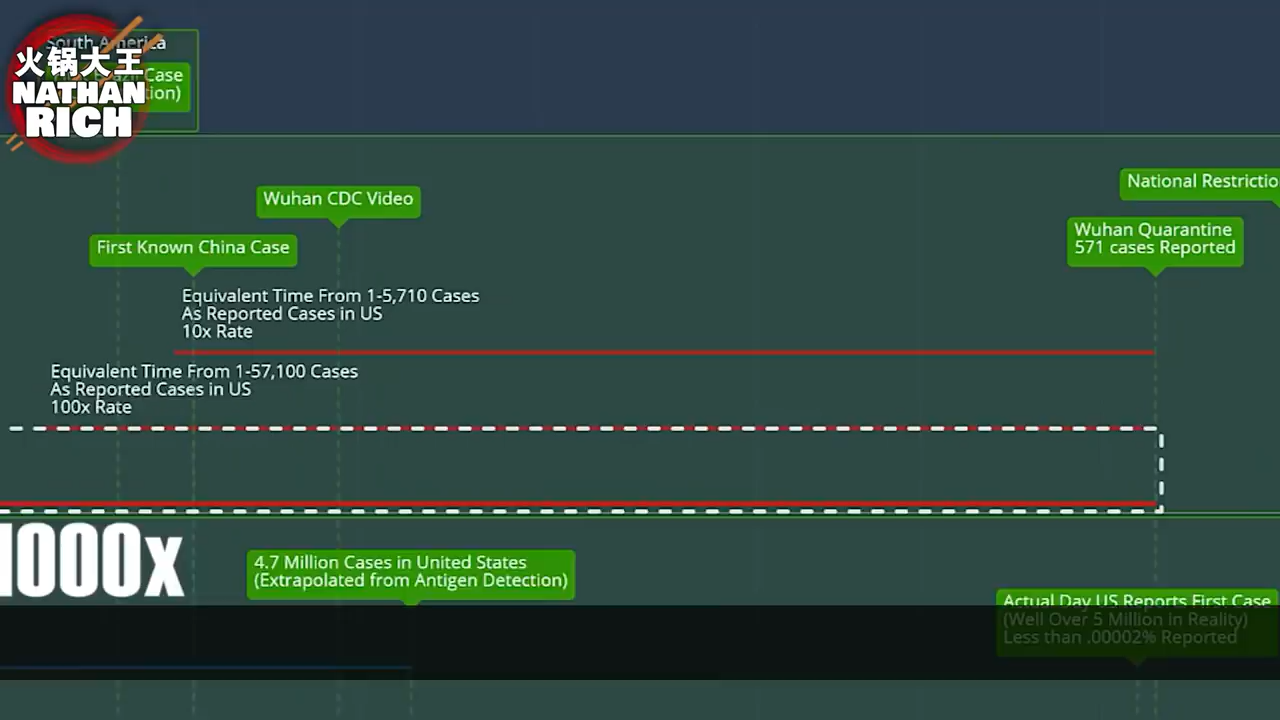 South America
Case
tion)
火锅大王
NATHAN
RICH
Wuhan CDC Video
National Restrictio
First Known China Case
Wuhan Quarantine
571 cases Reported
Equivalent Time From 1-5,710 Cases
As Reported Cases in US
10x Rate
Equivalent Time From 1-57,100 Cases
As Reported Cases in US
100x Rate
1000x
4.7 Million Cases in United States
(Extrapolated from Antigen Detection)
Actual Day US Reports First Case
(Well Over 5 Million in Reality)
Less than .00002% Reported